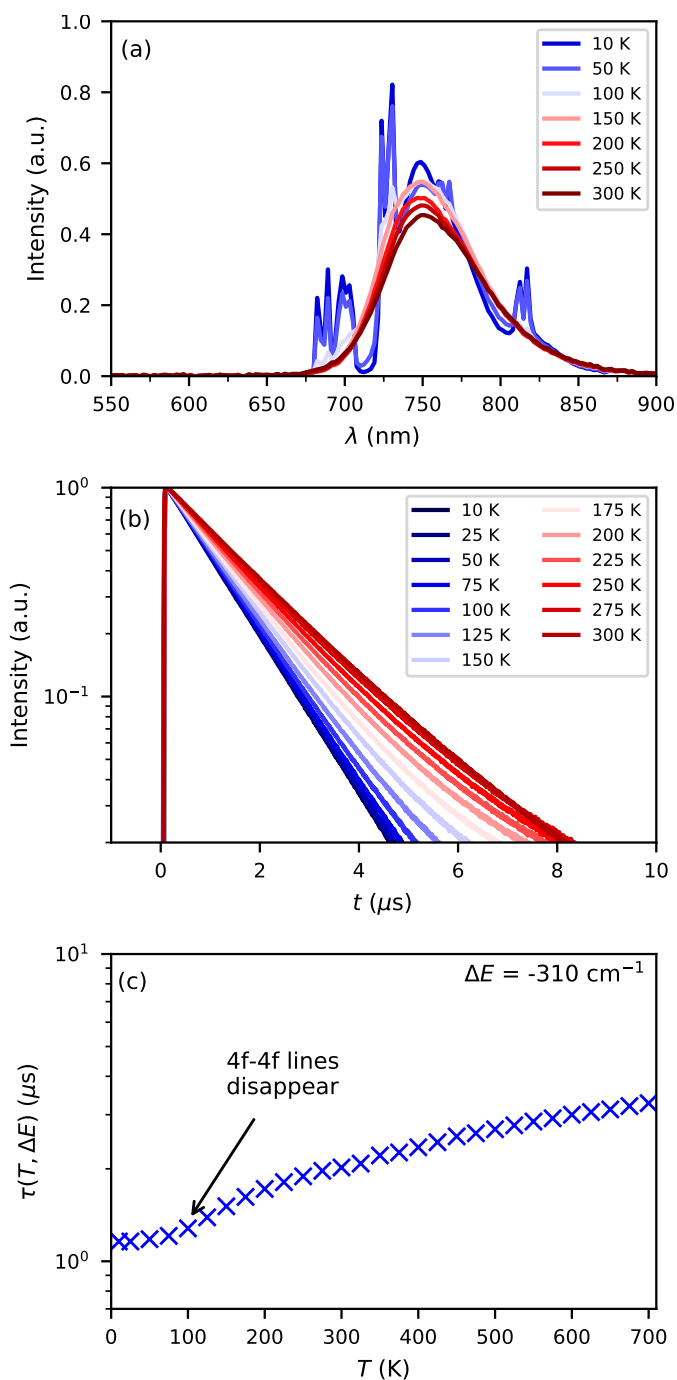 1.0
0.8
0.6
0.4
0.2
0.0
Intensity (a.u.)
(a)
10 K
50 K
100 K
150 K
200 K
250 K
300 K
550 600 650 700 750 800 850 900
λ (nm)
10⁰
10⁻¹
Intensity (a.u.)
(b)
10 K
25 K
50 K
75 K
100 K
125 K
150 K
175 K
200 K
225 K
250 K
275 K
300 K
0 2 4 6 8 10
t (μs)
10¹
10⁰
τ(T, ΔE) (μs)
(c)
ΔE = -310 cm⁻¹
4f-4f lines
disappear
0 100 200 300 400 500 600 700
T (K)